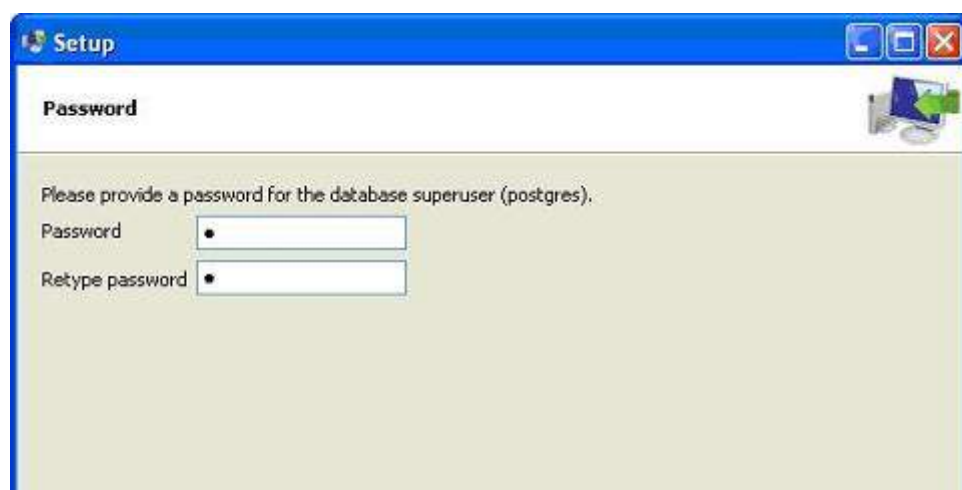 Setup
Password
Please provide a password for the database superuser (postgres).
Password •
Retype password •